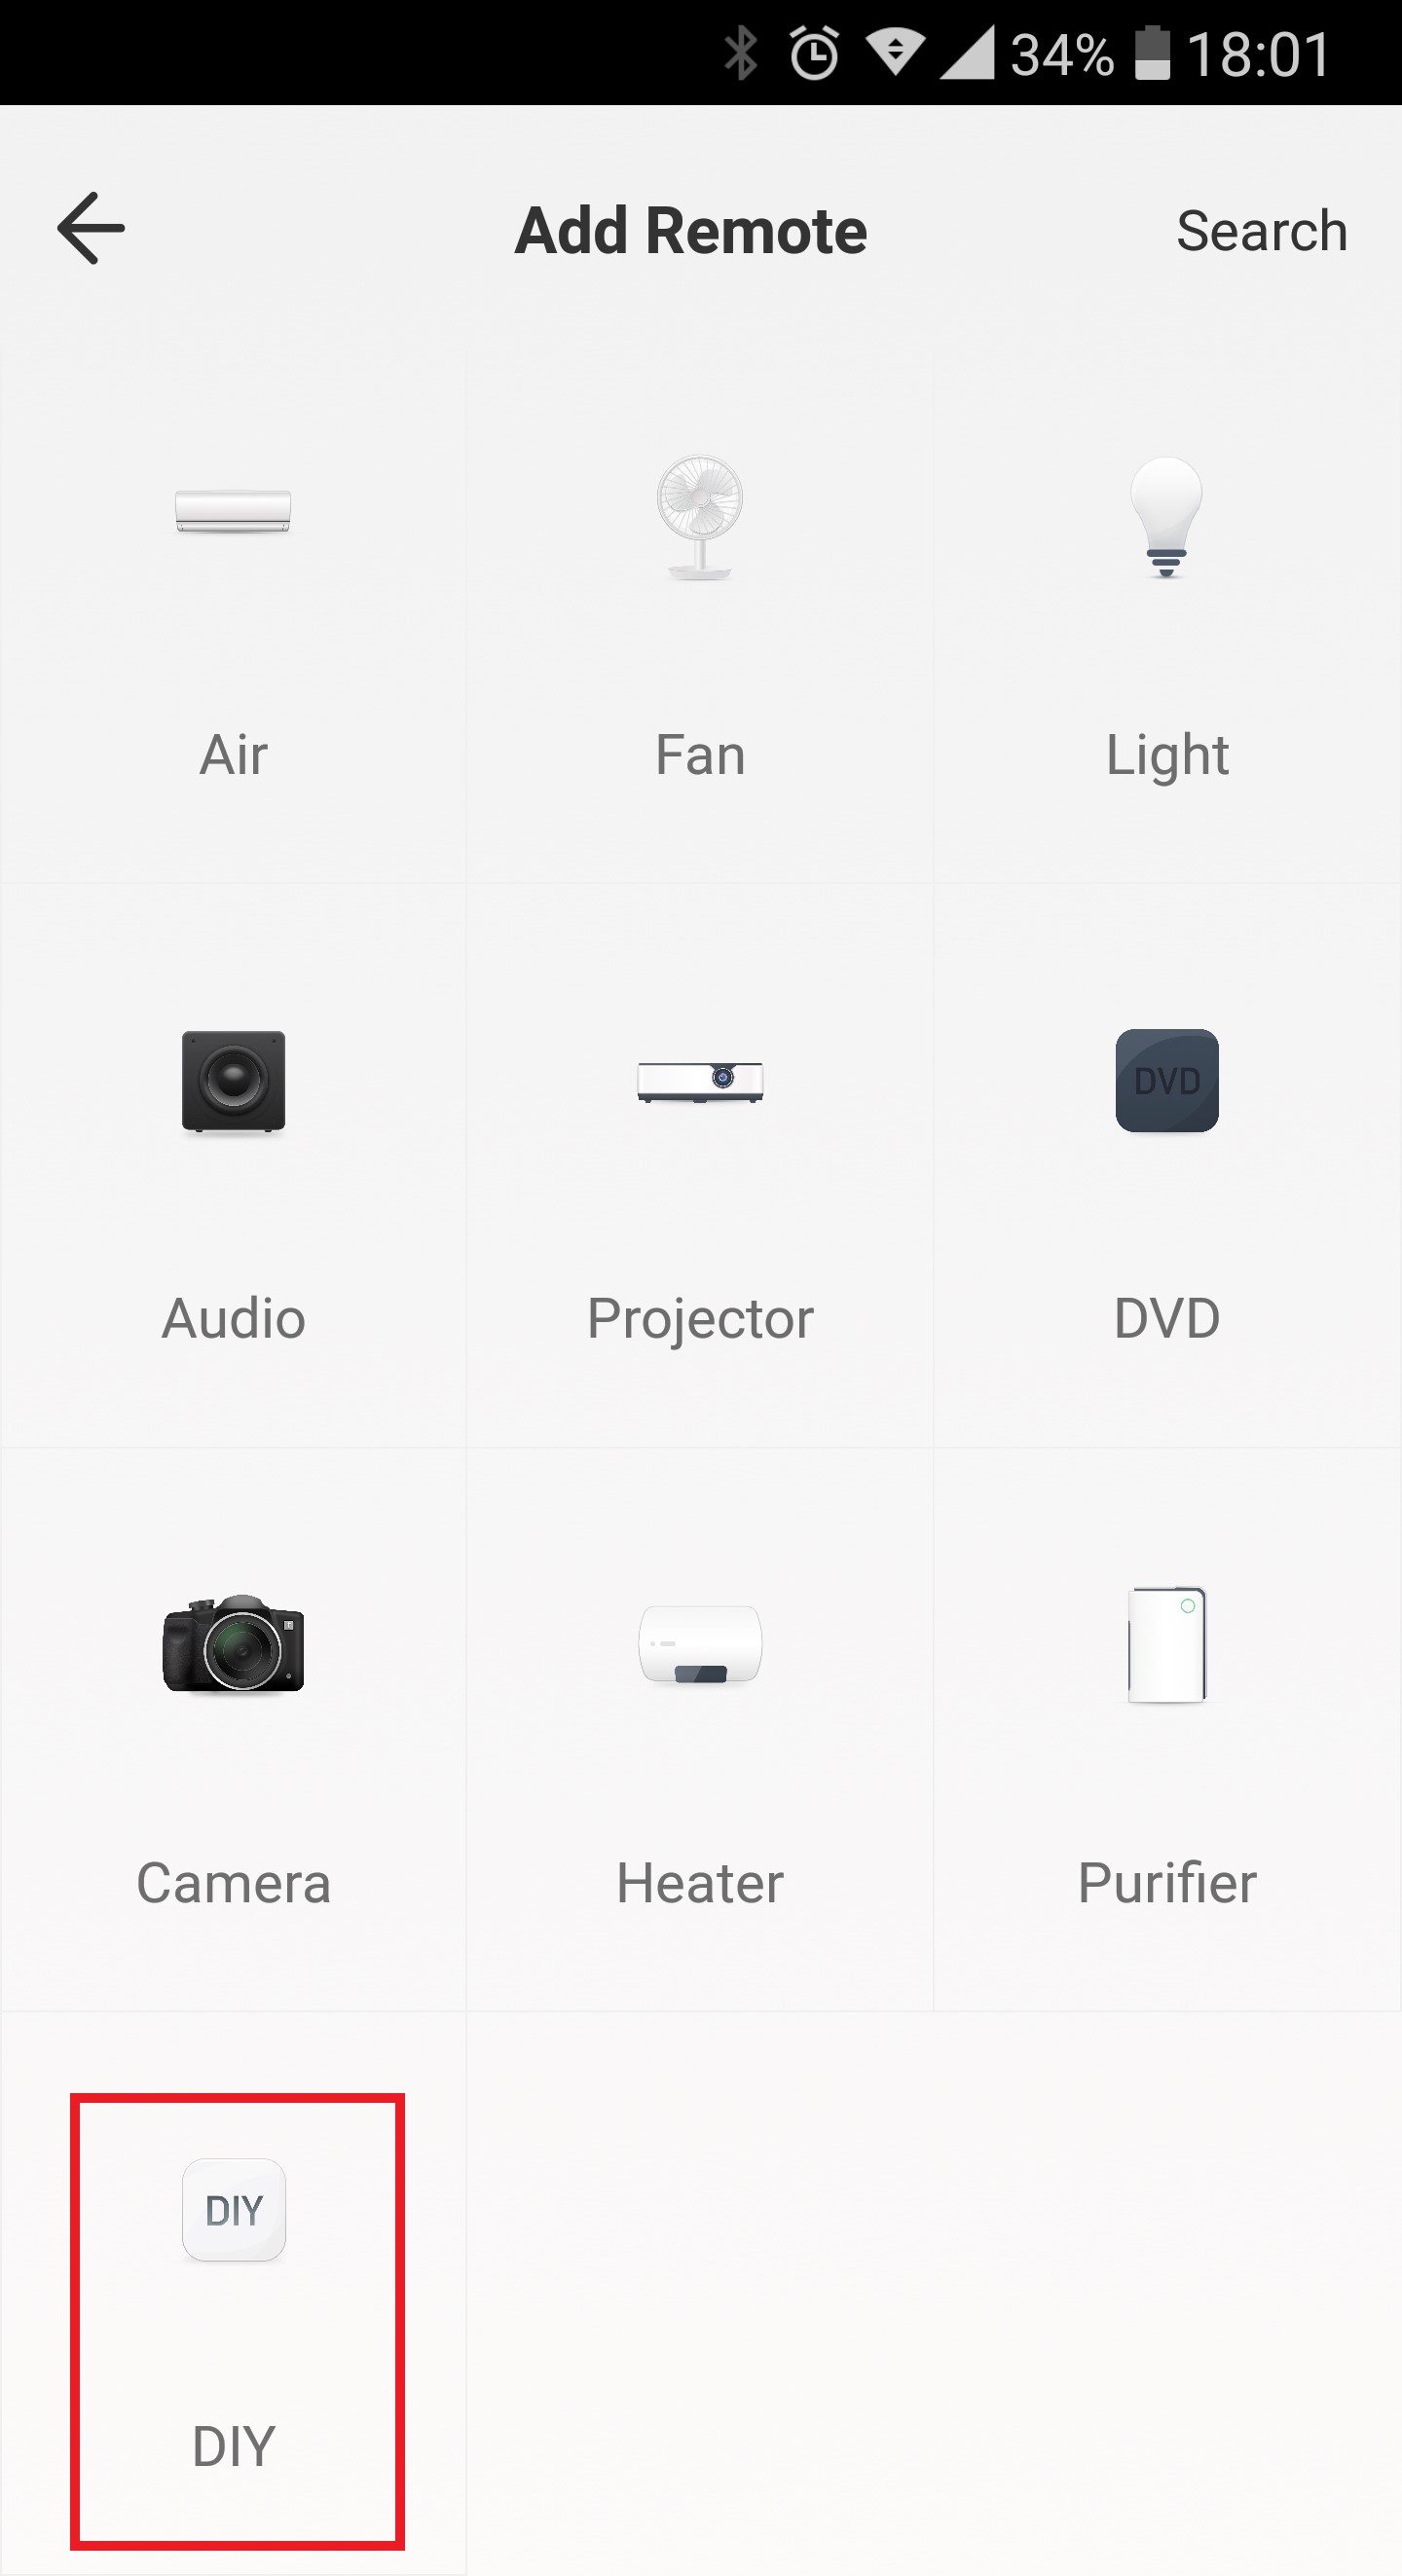 34% 18:01
Add Remote Search
Air Fan Light
DVD
Audio Projector DVD
Camera Heater Purifier
DIY
DIY